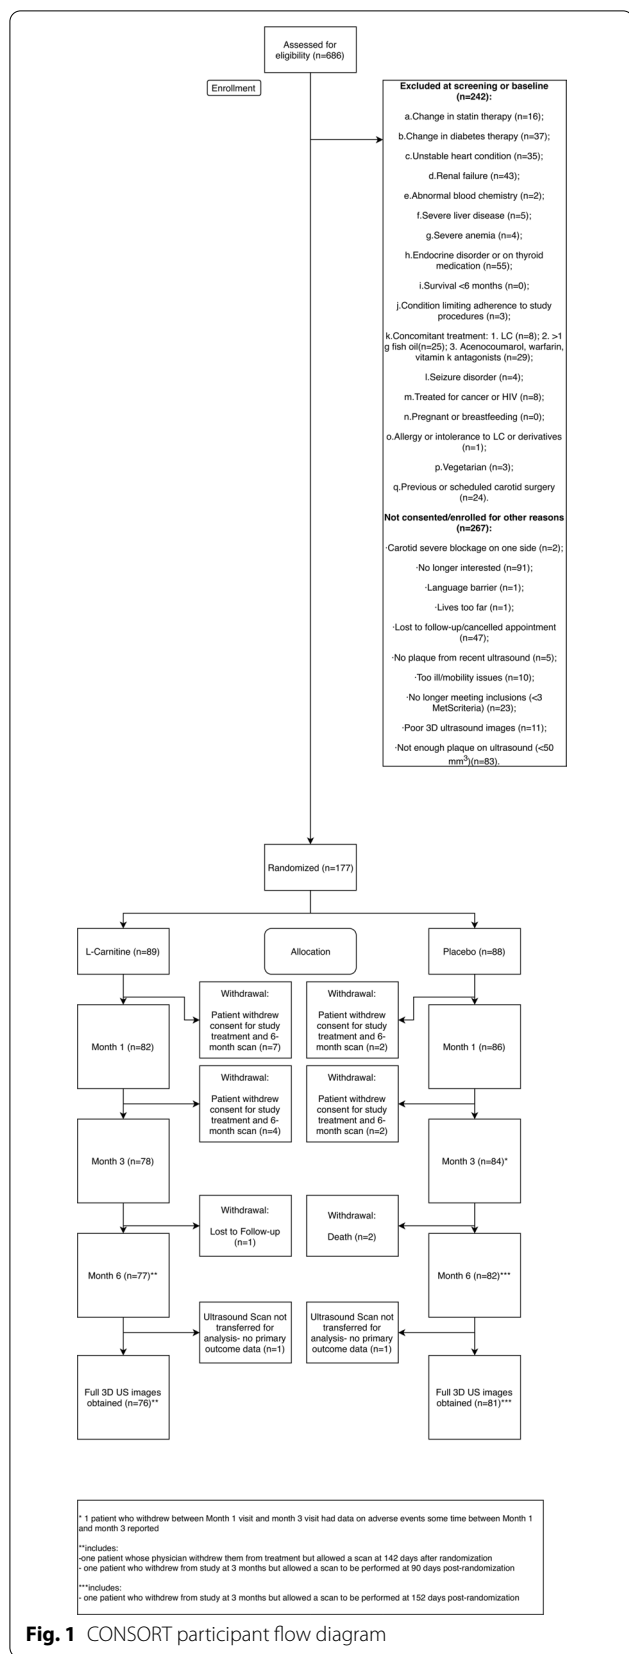 Assessed for
eligibility (n=686)
Enrollment
Excluded at screening or baseline
(n=242):
a.Change in statin therapy (n=16);
b.Change in diabetes therapy (n=37);
c.Unstable heart condition (n=35);
d.Renal failure (n=43);
e.Abnormal blood chemistry (n=2);
f.Severe liver disease (n=5);
g.Severe anemia (n=4);
h.Endocrine disorder or on thyroid
medication (n=55);
i.Survival <6 months (n=0);
j.Condition limiting adherence to study
procedures (n=3);
k.Concomitant treatment: 1. LC (n=8); 2. >1
g fish oil(n=25); 3. Acenocoumarol, warfarin,
vitamin k antagonists (n=29);
l.Seizure disorder (n=4);
m.Treated for cancer or HIV (n=8);
n.Pregnant or breastfeeding (n=0);
o.Allergy or intolerance to LC or derivatives
(n=1);
p.Vegetarian (n=3);
q.Previous or scheduled carotid surgery
(n=24).
Not consented/enrolled for other reasons
(n=267):
·Carotid severe blockage on one side (n=2);
·No longer interested (n=91);
·Language barrier (n=1);
·Lives too far (n=1);
·Lost to follow-up/cancelled appointment
(n=47);
·No plaque from recent ultrasound (n=5);
·Too ill/mobility issues (n=10);
·No longer meeting inclusions (<3
MetScriteria) (n=23);
·Poor 3D ultrasound images (n=11);
·Not enough plaque on ultrasound (<50
mm³)(n=83).
Randomized (n=177)
L-Carnitine (n=89)
Allocation
Placebo (n=88)
Withdrawal:
Patient withdrew
consent for study
treatment and 6-
month scan (n=7)
Withdrawal:
Patient withdrew
consent for study
treatment and 6-
month scan (n=2)
Month 1 (n=82)
Month 1 (n=86)
Withdrawal:
Patient withdrew
consent for study
treatment and 6-
month scan (n=4)
Withdrawal:
Patient withdrew
consent for study
treatment and 6-
month scan (n=2)
Month 3 (n=78)
Month 3 (n=84)*
Withdrawal:
Lost to Follow-up
(n=1)
Withdrawal:
Death (n=2)
Month 6 (n=77)**
Month 6 (n=82)***
Ultrasound Scan not
transferred for
analysis- no primary
outcome data (n=1)
Ultrasound Scan not
transferred for
analysis- no primary
outcome data (n=1)
Full 3D US images
obtained (n=76)**
Full 3D US images
obtained (n=81)***
* 1 patient who withdrew between Month 1 visit and month 3 visit had data on adverse events some time between Month 1
and month 3 reported
**includes:
-one patient whose physician withdrew them from treatment but allowed a scan at 142 days after randomization
- one patient who withdrew from study at 3 months but allowed a scan to be performed at 90 days post-randomization
***includes:
- one patient who withdrew from study at 3 months but allowed a scan to be performed at 152 days post-randomization
Fig. 1 CONSORT participant flow diagram